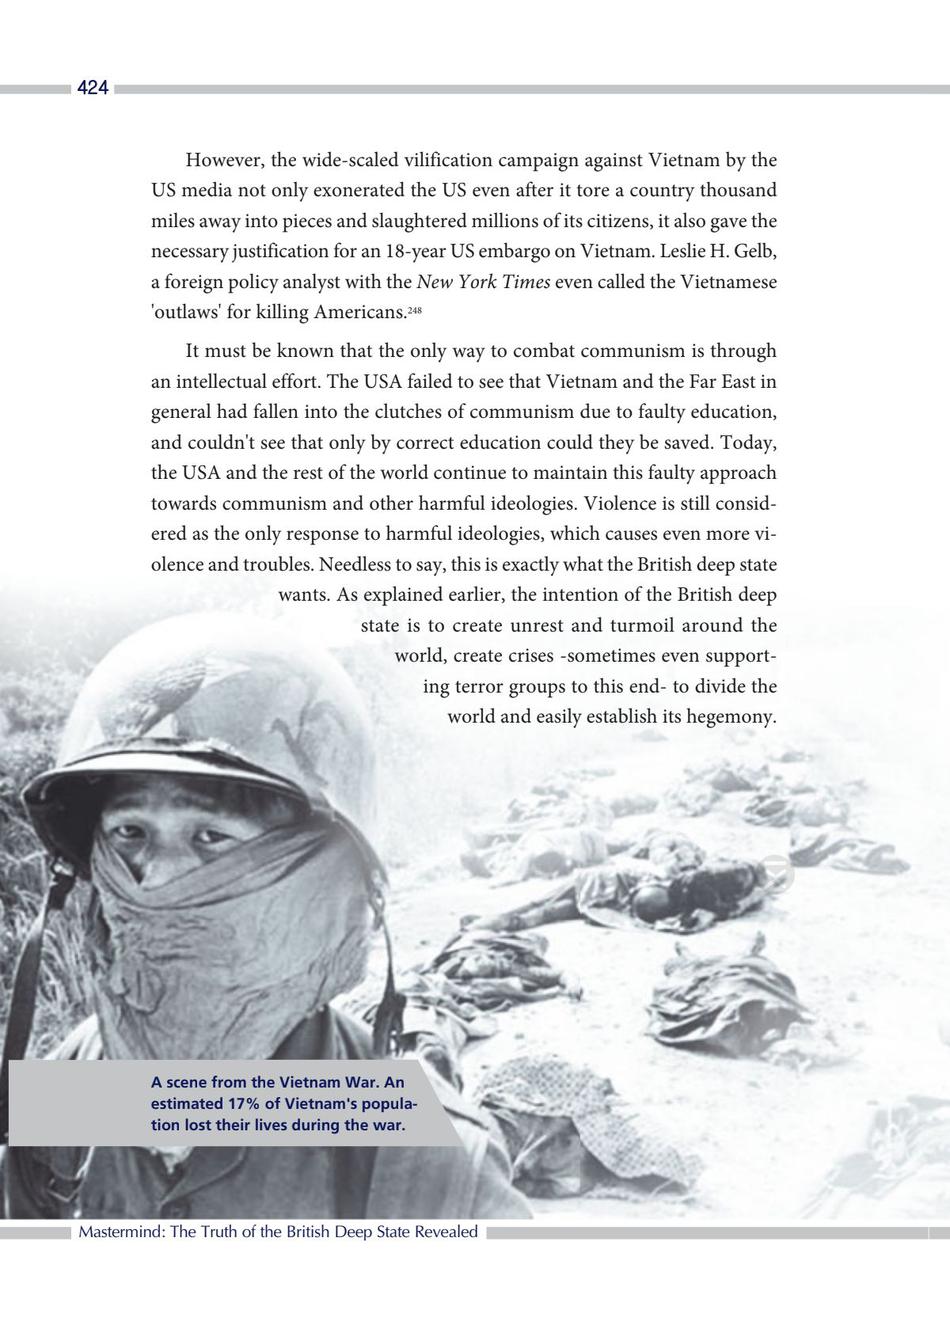 424
However, the wide-scaled vilification campaign against Vietnam by the
US media not only exonerated the US even after it tore a country thousand
miles away into pieces and slaughtered millions of its citizens, it also gave the
necessary justification for an 18-year US embargo on Vietnam. Leslie H. Gelb,
a foreign policy analyst with the New York Times even called the Vietnamese
'outlaws' for killing Americans.248
It must be known that the only way to combat communism is through
an intellectual effort. The USA failed to see that Vietnam and the Far East in
general had fallen into the clutches of communism due to faulty education,
and couldn't see that only by correct education could they be saved. Today,
the USA and the rest of the world continue to maintain this faulty approach
towards communism and other harmful ideologies. Violence is still consid-
ered as the only response to harmful ideologies, which causes even more vi-
olence and troubles. Needless to say, this is exactly what the British deep state
wants. As explained earlier, the intention of the British deep
state is to create unrest and turmoil around the
world, create crises -sometimes even support-
ing terror groups to this end- to divide the
world and easily establish its hegemony.
A scene from the Vietnam War. An
estimated 17% of Vietnam's popula-
tion lost their lives during the war.
Mastermind: The Truth of the British Deep State Revealed